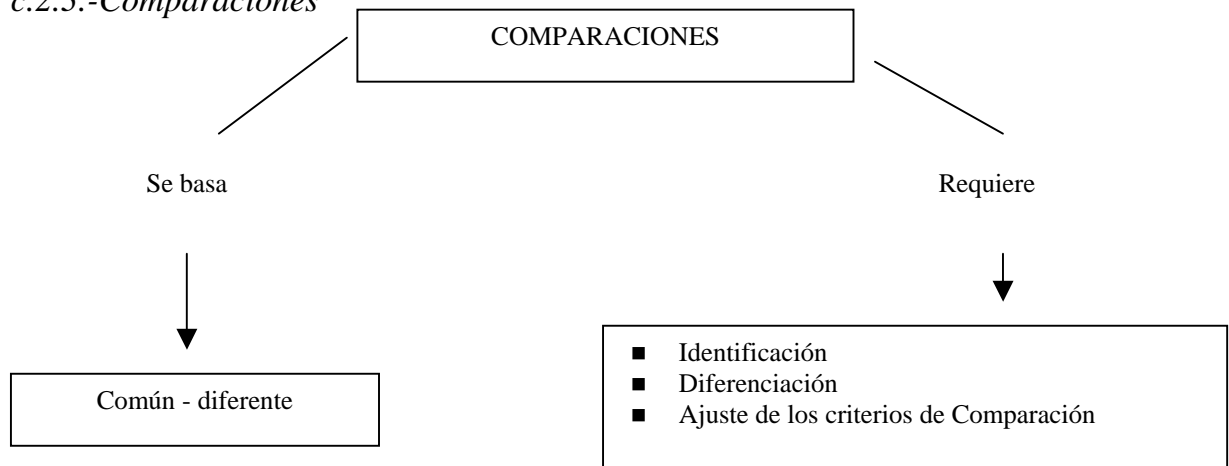 c.2.3.-Comparaciones
COMPARACIONES
Se basa
Requiere
Común - diferente
■ Identificación
■ Diferenciación
■ Ajuste de los criterios de Comparación